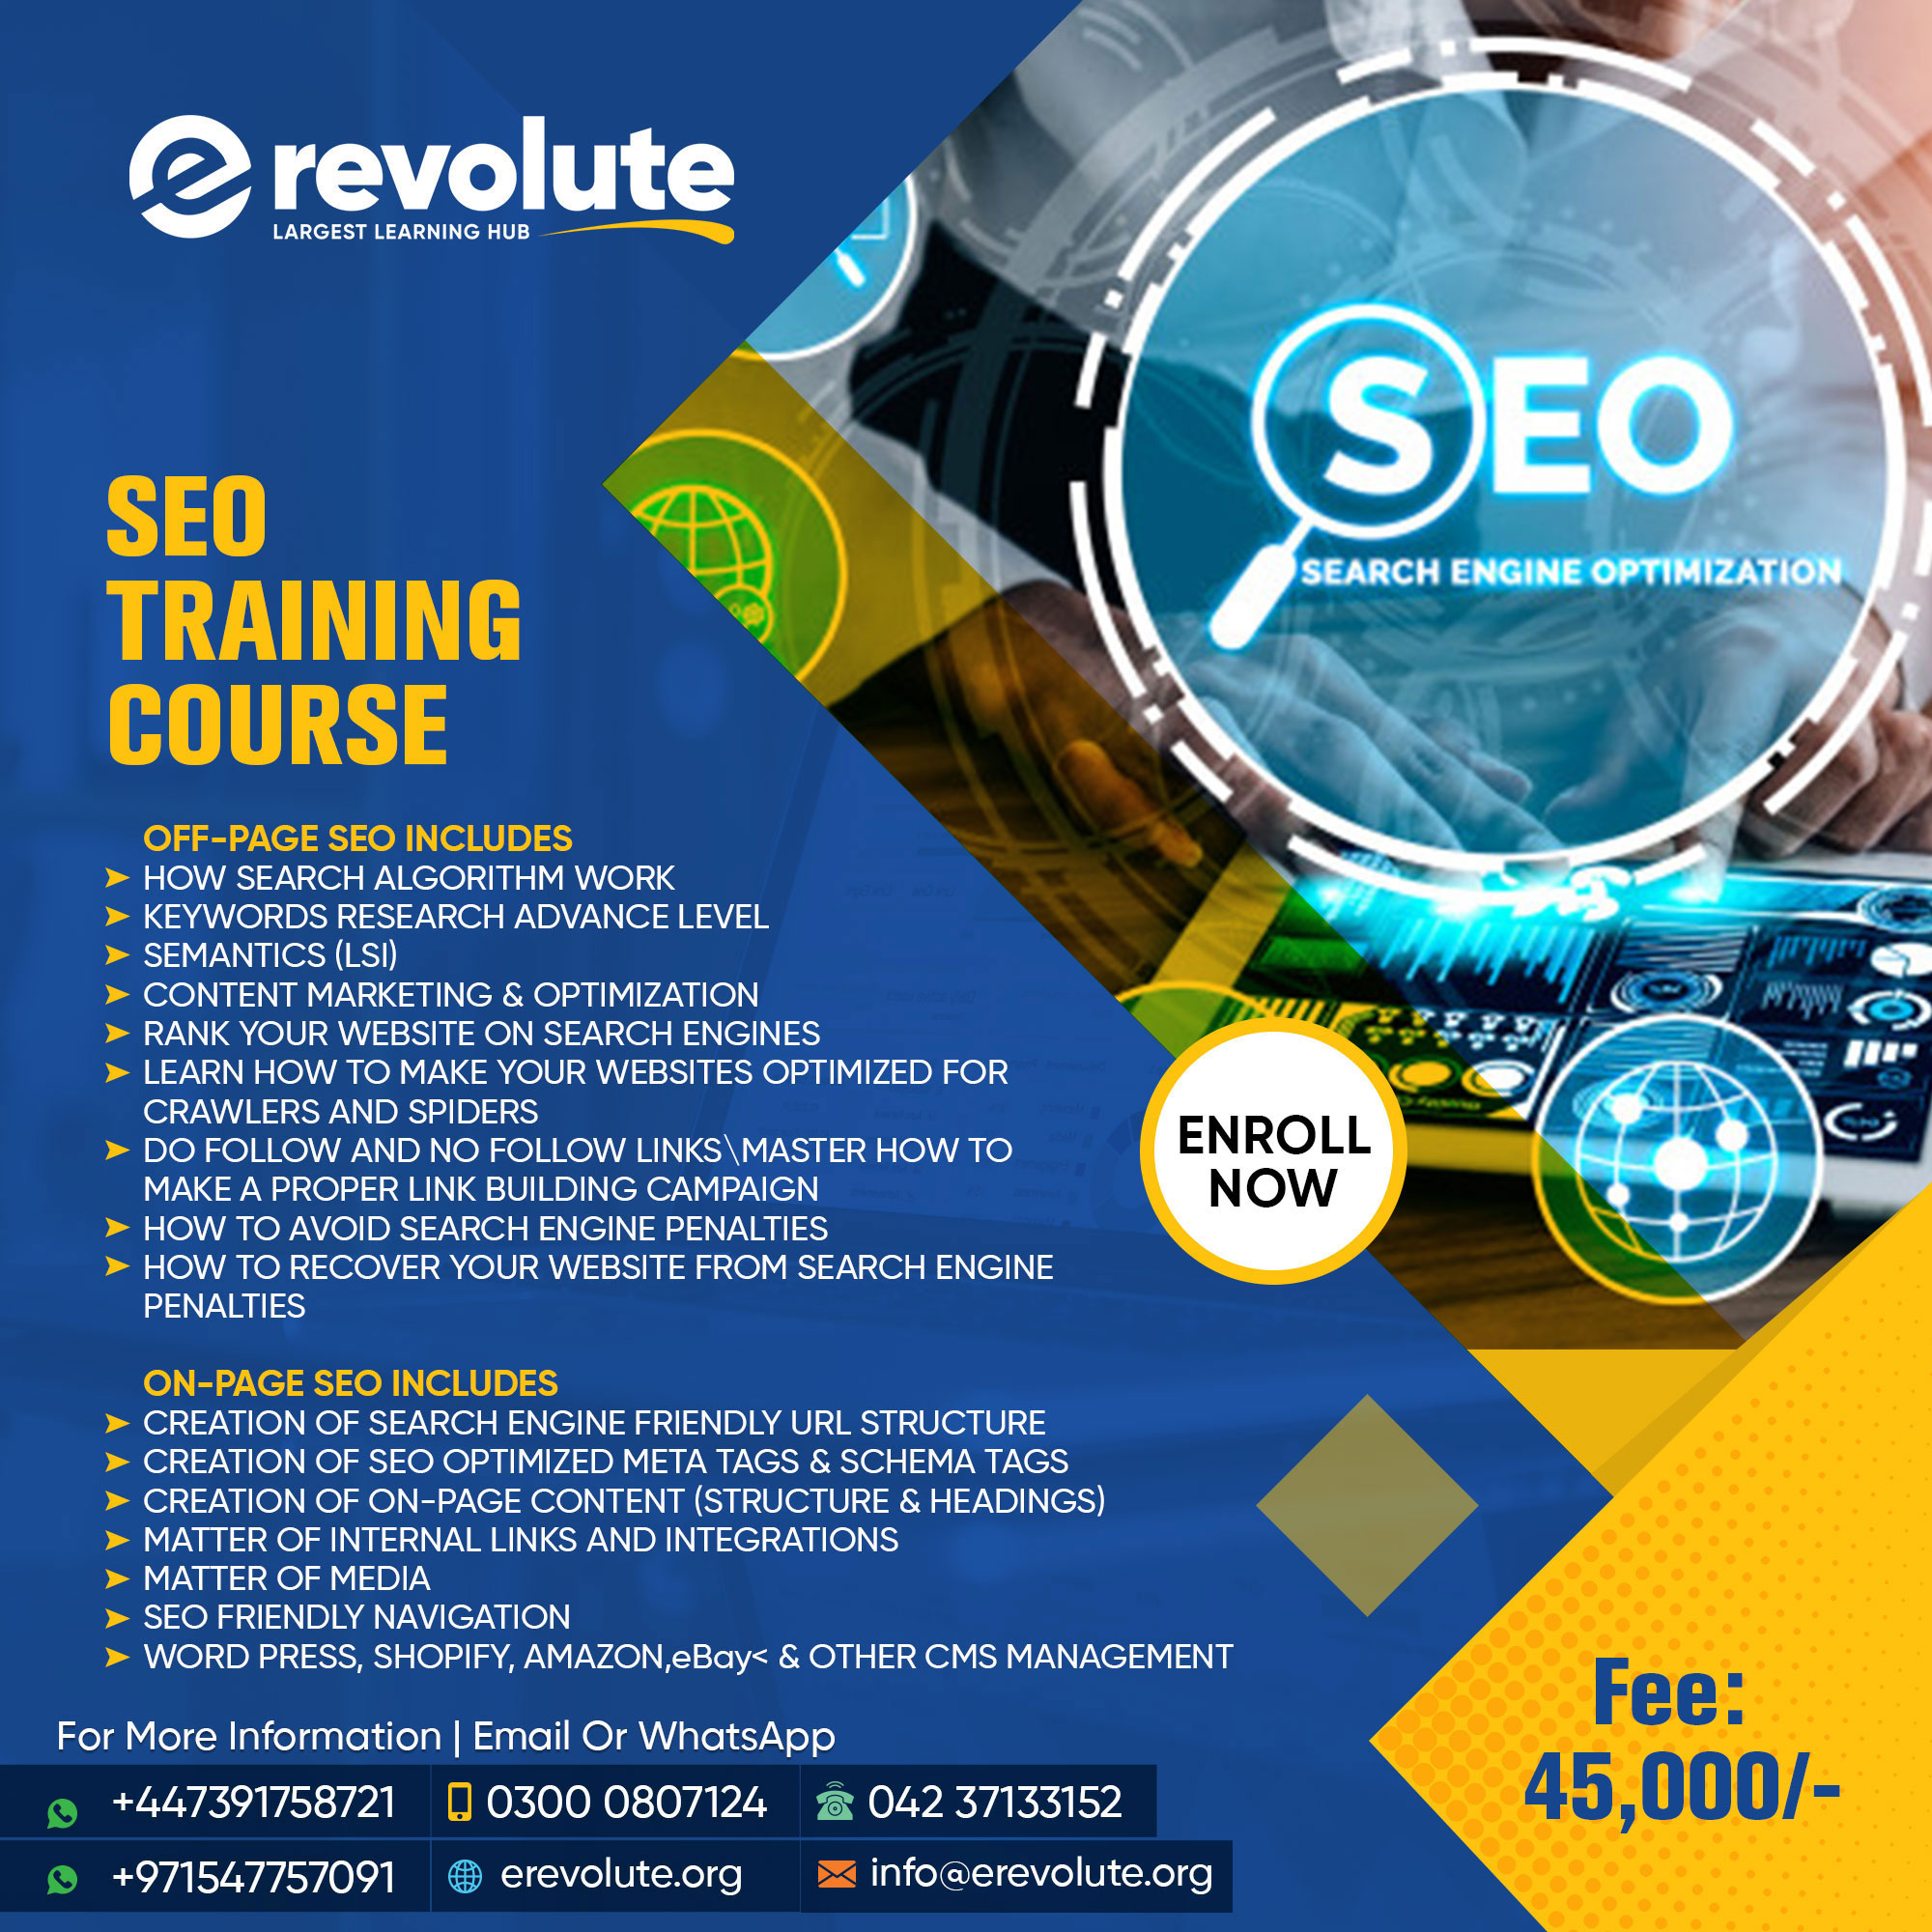 e revolute
LARGEST LEARNING HUB
SEO
SEARCH ENGINE OPTIMIZATION
SEO
TRAINING
COURSE
OFF-PAGE SEO INCLUDES
HOW SEARCH ALGORITHM WORK
KEYWORDS RESEARCH ADVANCE LEVEL
SEMANTICS (LSI)
CONTENT MARKETING & OPTIMIZATION
RANK YOUR WEBSITE ON SEARCH ENGINES
LEARN HOW TO MAKE YOUR WEBSITES OPTIMIZED FOR
CRAWLERS AND SPIDERS
DO FOLLOW AND NO FOLLOW LINKS\MASTER HOW TO
MAKE A PROPER LINK BUILDING CAMPAIGN
HOW TO AVOID SEARCH ENGINE PENALTIES
HOW TO RECOVER YOUR WEBSITE FROM SEARCH ENGINE
PENALTIES
ENROLL
NOW
ON-PAGE SEO INCLUDES
CREATION OF SEARCH ENGINE FRIENDLY URL STRUCTURE
CREATION OF SEO OPTIMIZED META TAGS & SCHEMA TAGS
CREATION OF ON-PAGE CONTENT (STRUCTURE & HEADINGS)
MATTER OF INTERNAL LINKS AND INTEGRATIONS
MATTER OF MEDIA
SEO FRIENDLY NAVIGATION
WORD PRESS, SHOPIFY, AMAZON,eBay< & OTHER CMS MANAGEMENT
Fee:
45,000/-
For More Information | Email Or WhatsApp
+447391758721 0300 0807124 042 37133152
+971547757091 erevolute.org info@erevolute.org